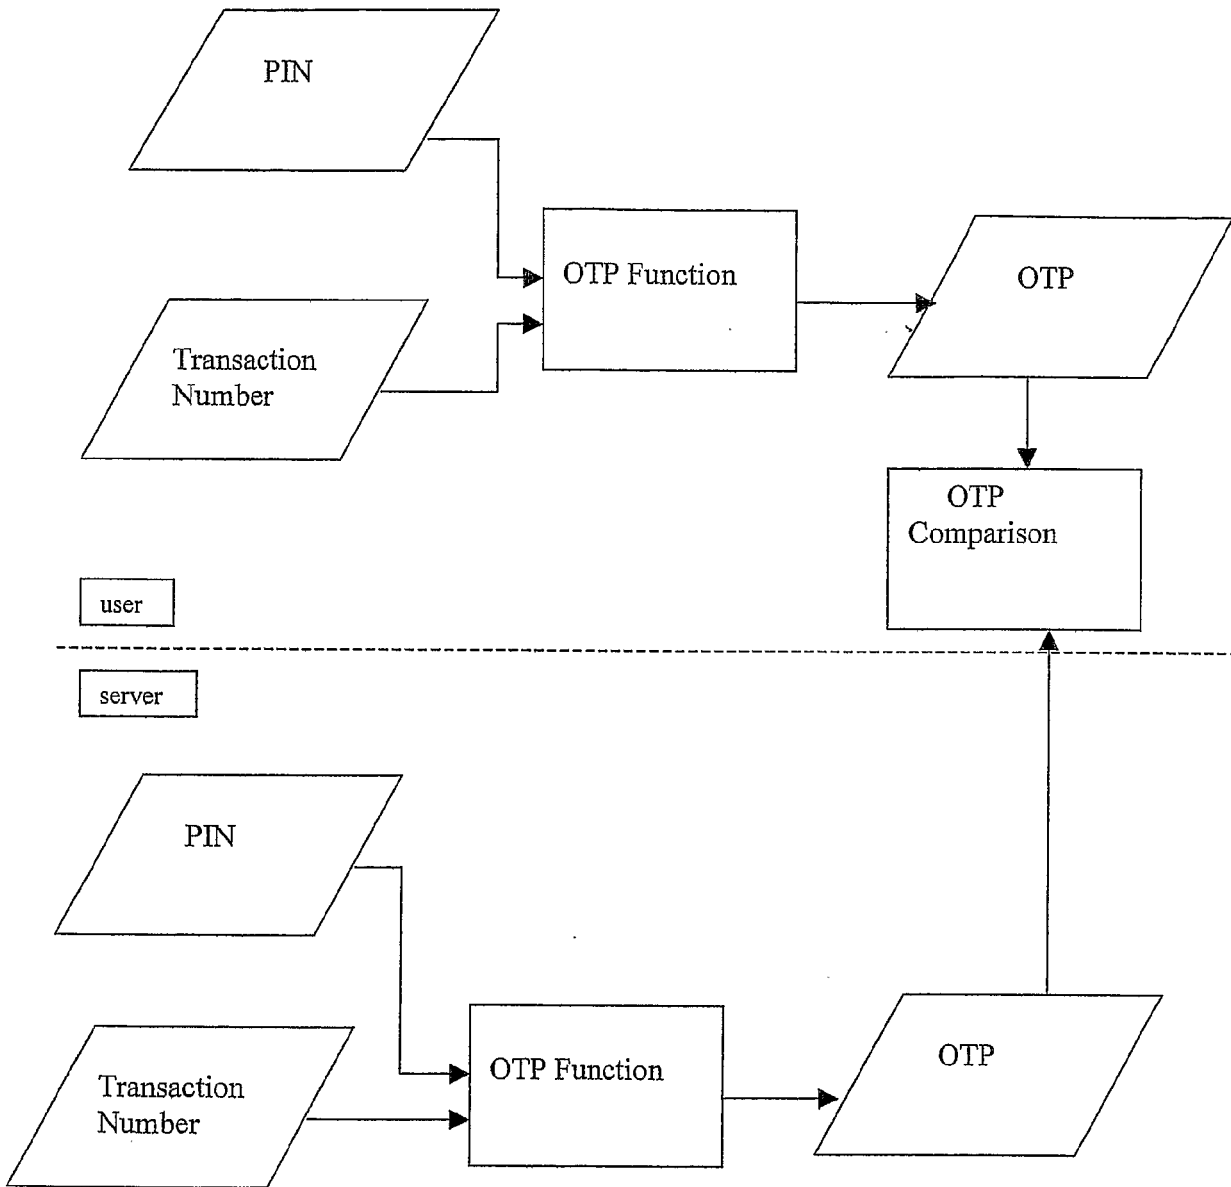 PIN
OTP Function
OTP
Transaction
Number
OTP
Comparison
user
server
PIN
OTP Function
OTP
Transaction
Number